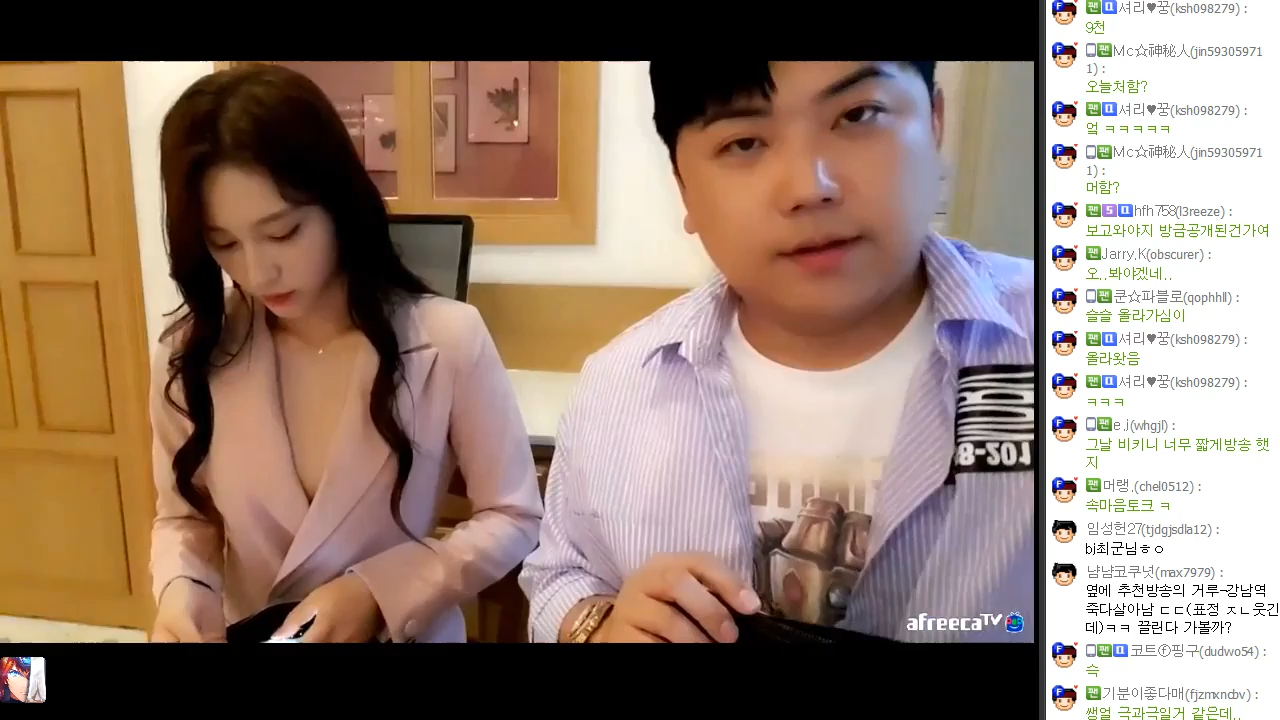 셔리♥꿍(ksh098279) :
9천
Mc☆神秘人(jin59305971
1) :
오늘처함?
셔리♥꿍(ksh098279) :
엌 ㅋㅋㅋㅋㅋ
Mc☆神秘人(jin59305971
1) :
머함?
hfh758(l3reeze) :
보고와야지 방금공개된건가여
Jarry.K(obscurer) :
오..봐야겠네..
쿤☆파블로(qophhll) :
슬슬 올라가심이
셔리♥꿍(ksh098279) :
올라왓음
셔리♥꿍(ksh098279) :
ㅋㅋㅋ
e.i(whgjl) :
그날 비키니 너무 짧게방송 했
지
머랭.(chel0512) :
속마음토크 ㅋ
임성헌27(tjdgjsdla12) :
bj최군님ㅎㅇ
냠냠코쿠넛(max7979) :
옆에 추천방송의 거루-강남역
죽다살아남 ㄷㄷ(표정 ㅈㄴ웃긴
데)ㅋㅋ 끌린다 가볼까?
코트ⓕ핑구(dudwo54) :
슥
기분이좋다매(fjzmxncbv) :
쌩얼 극과극일거 같은데..
8-201
afreecaTV